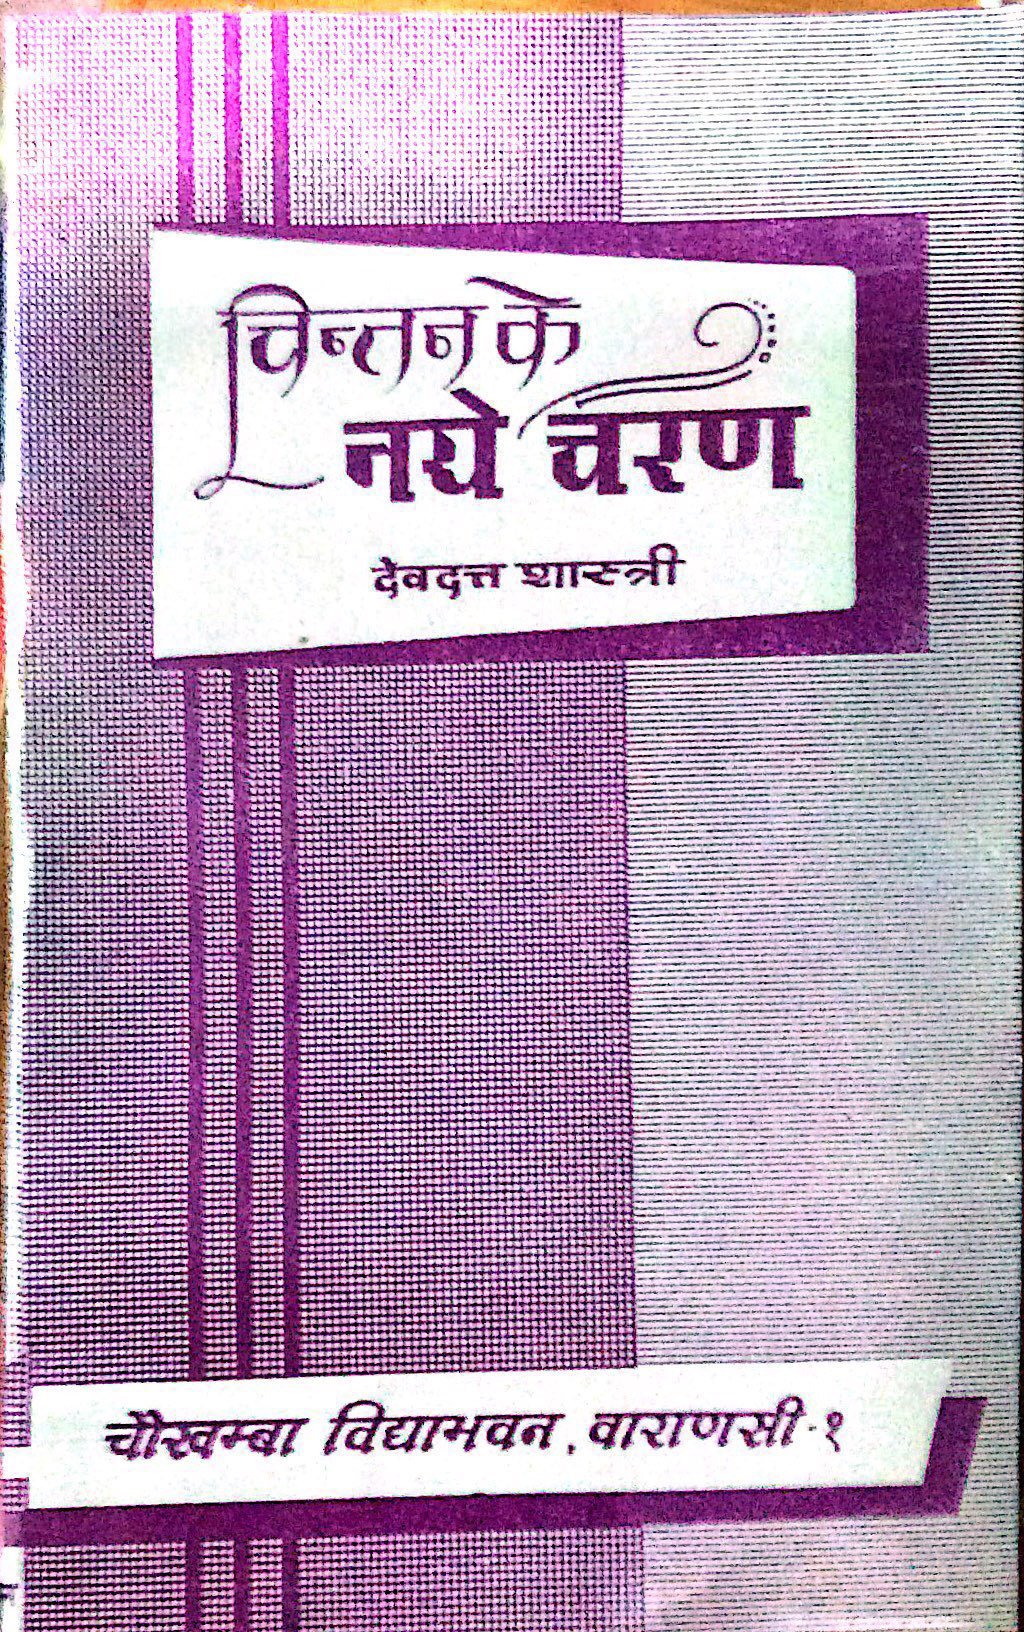 चिन्तन के
नये चरण
देवदत्त शास्त्री
चौखम्बा विद्याभवन, वाराणसी-१